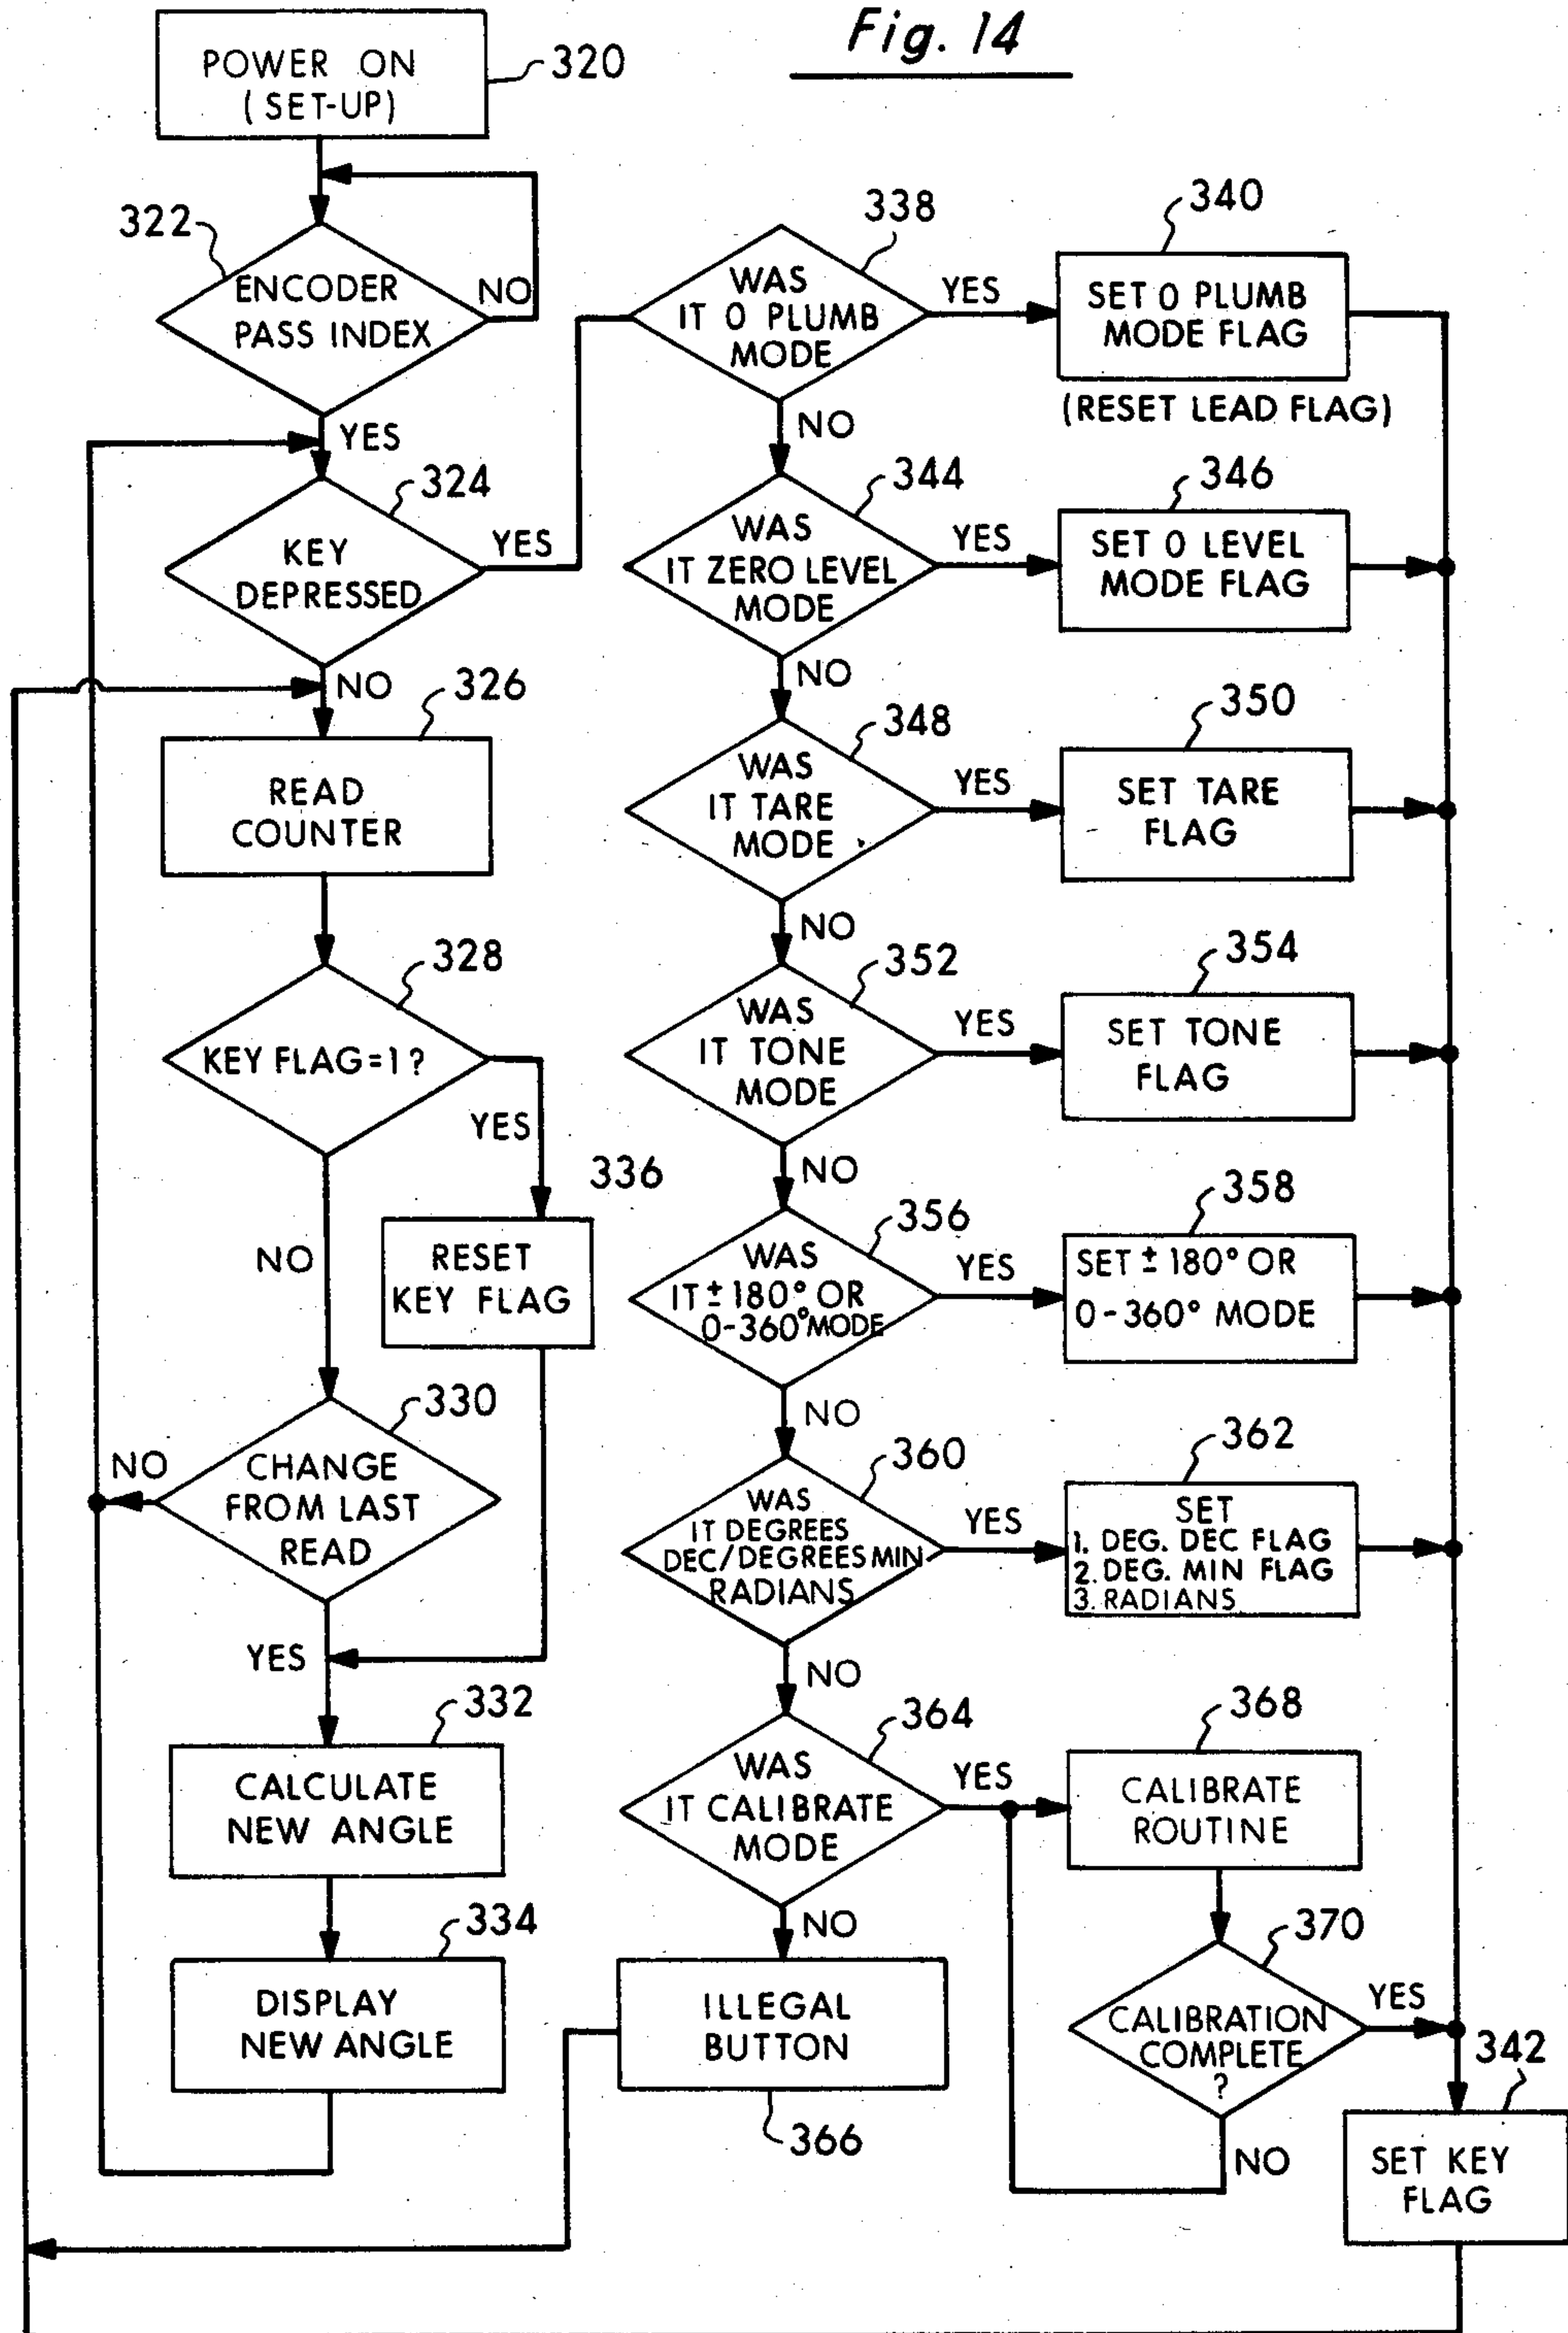 Fig. 14
POWER ON
(SET-UP)
320
322
ENCODER
PASS INDEX
NO
YES
324
KEY
DEPRESSED
YES
NO
326
READ
COUNTER
328
KEY FLAG=1?
YES
NO
336
RESET
KEY FLAG
330
NO
CHANGE
FROM LAST
READ
YES
332
CALCULATE
NEW ANGLE
334
DISPLAY
NEW ANGLE
338
WAS
IT 0 PLUMB
MODE
YES
NO
340
SET 0 PLUMB
MODE FLAG
(RESET LEAD FLAG)
344
WAS
IT ZERO LEVEL
MODE
YES
NO
346
SET 0 LEVEL
MODE FLAG
348
WAS
IT TARE
MODE
YES
NO
350
SET TARE
FLAG
352
WAS
IT TONE
MODE
YES
NO
354
SET TONE
FLAG
356
WAS
IT ± 180° OR
0-360° MODE
YES
NO
358
SET ± 180° OR
0-360° MODE
360
WAS
IT DEGREES
DEC/DEGREES MIN
RADIANS
YES
NO
362
SET
1. DEG. DEC FLAG
2. DEG. MIN FLAG
3. RADIANS
364
WAS
IT CALIBRATE
MODE
YES
NO
368
CALIBRATE
ROUTINE
370
CALIBRATION
COMPLETE
?
YES
NO
ILLEGAL
BUTTON
366
342
SET KEY
FLAG